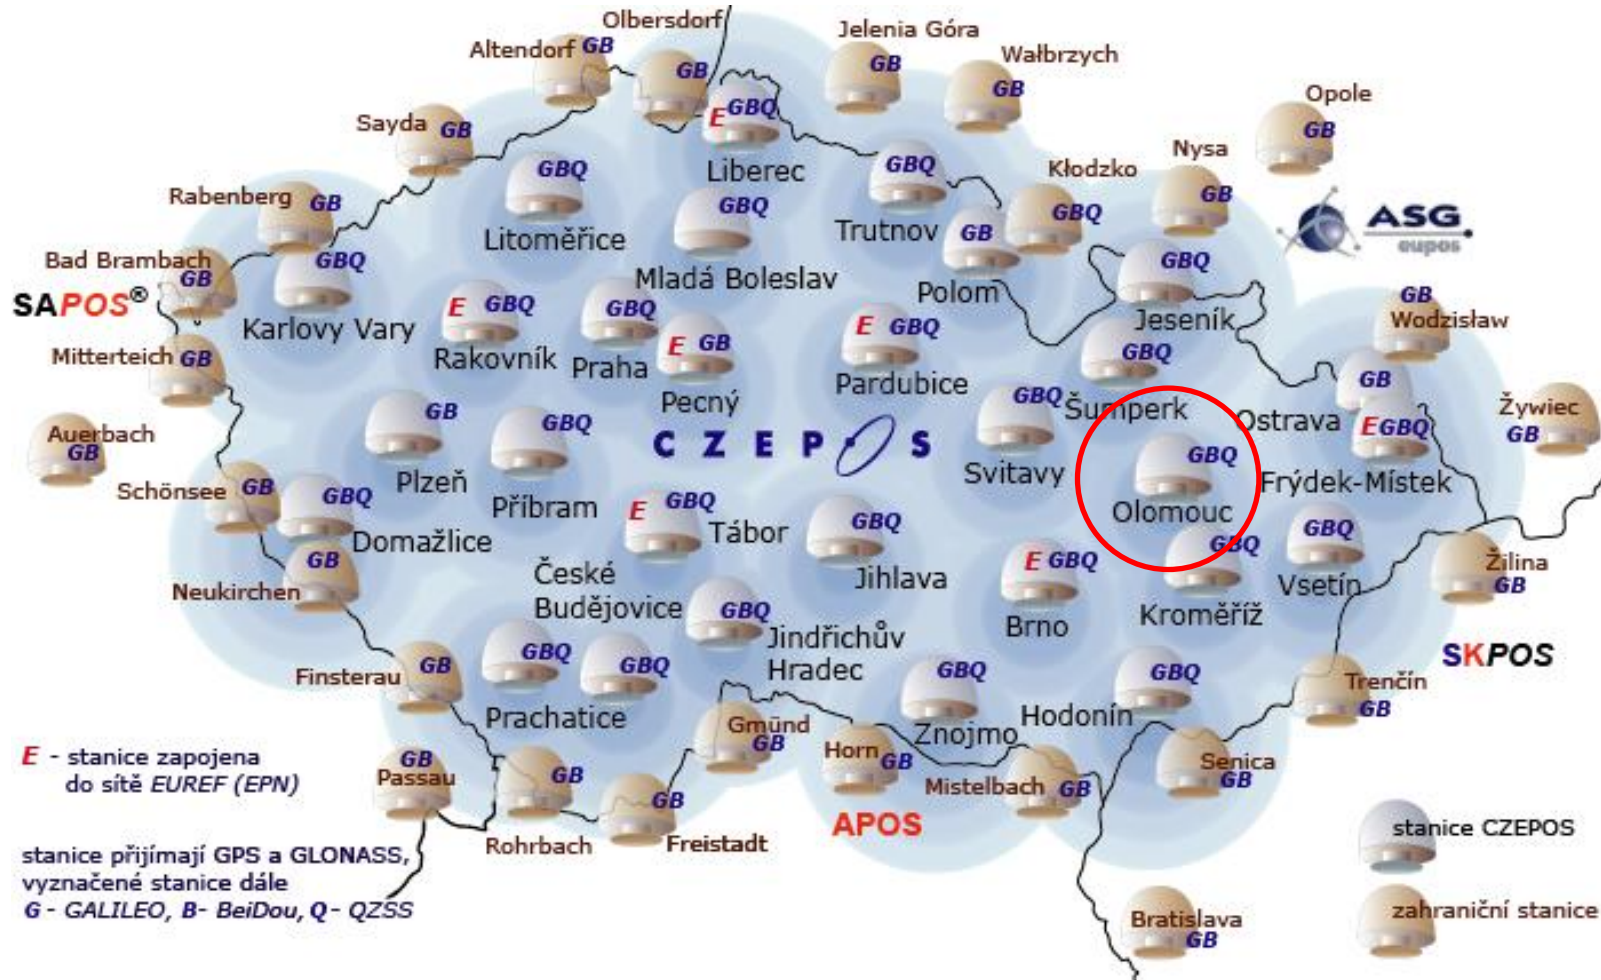 Olbersdorf
Altendorf GB
GB
Jelenia Góra
GB
Wałbrzych
GB
Opole
GB
Sayda GB
E GBQ
Liberec
GBQ
Litoměřice
GBQ
Mladá Boleslav
GBQ
Trutnov
Kłodzko
GBQ
Nysa
GB
ASG
eupos
Rabenberg GB
Bad Brambach
GB
SAPOS®
GBQ
Karlovy Vary
GB
Polom
GBQ
Jeseník
GB
Wodzisław
Mitterteich GB
E GBQ
Rakovník
GBQ
Praha
E GB
Pecný
E GBQ
Pardubice
GBQ
Šumperk
GB
Ostrava
Żywiec
GB
Auerbach
GB
GB
Plzeň
GBQ
Příbram
CZEPOS
GBQ
Svitavy
GBQ
Olomouc
E GBQ
Frýdek-Místek
Schönsee GB
GBQ
Domažlice
E GBQ
Tábor
GBQ
Jihlava
E GBQ
Brno
GBQ
Kroměříž
GBQ
Vsetín
Žilina
GB
GB
Neukirchen
České
Budějovice
GBQ
Jindřichův
Hradec
SKPOS
Finsterau GB
GBQ
GBQ
Prachatice
GBQ
Znojmo
GBQ
Hodonín
Trenčín
GB
Gmünd
GB
Horn
GB
APOS
Mistelbach
GB
Senica
GB
E - stanice zapojena
do sítě EUREF (EPN)
GB
Passau
GB
Rohrbach
GB
Freistadt
stanice přijímají GPS a GLONASS,
vyznačené stanice dále
G - GALILEO, B- BeiDou, Q - QZSS
stanice CZEPOS
zahraniční stanice
Bratislava
GB